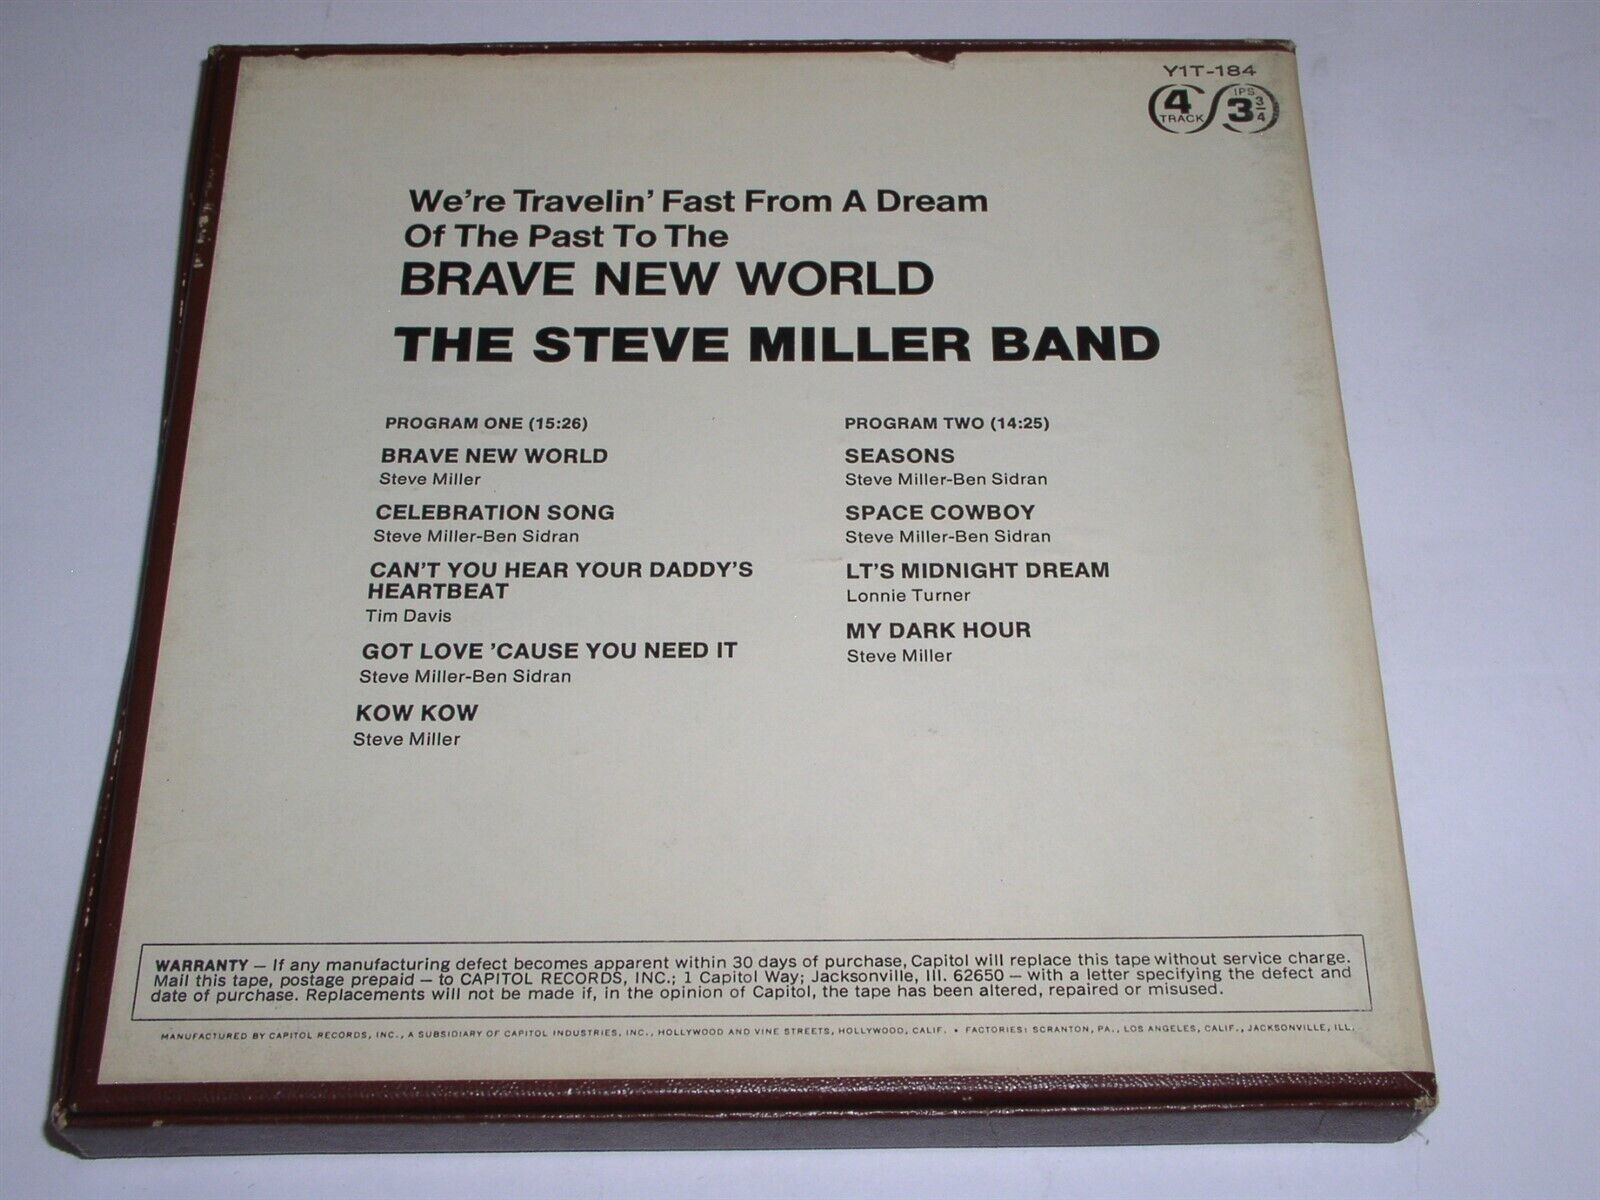 Y1T-184
4 TRACK IPS 3 3/4
We're Travelin' Fast From A Dream
Of The Past To The
BRAVE NEW WORLD
THE STEVE MILLER BAND
PROGRAM ONE (15:26)
BRAVE NEW WORLD
Steve Miller
CELEBRATION SONG
Steve Miller-Ben Sidran
CAN'T YOU HEAR YOUR DADDY'S
HEARTBEAT
Tim Davis
GOT LOVE 'CAUSE YOU NEED IT
Steve Miller-Ben Sidran
KOW KOW
Steve Miller
PROGRAM TWO (14:25)
SEASONS
Steve Miller-Ben Sidran
SPACE COWBOY
Steve Miller-Ben Sidran
LT'S MIDNIGHT DREAM
Lonnie Turner
MY DARK HOUR
Steve Miller
WARRANTY — If any manufacturing defect becomes apparent within 30 days of purchase, Capitol will replace this tape without service charge.
Mail this tape, postage prepaid — to CAPITOL RECORDS, INC.; 1 Capitol Way; Jacksonville, Ill. 62650 — with a letter specifying the defect and
date of purchase. Replacements will not be made if, in the opinion of Capitol, the tape has been altered, repaired or misused.
MANUFACTURED BY CAPITOL RECORDS, INC., A SUBSIDIARY OF CAPITOL INDUSTRIES, INC., HOLLYWOOD AND VINE STREETS, HOLLYWOOD, CALIF. • FACTORIES: SCRANTON, PA., LOS ANGELES, CALIF., JACKSONVILLE, ILL.